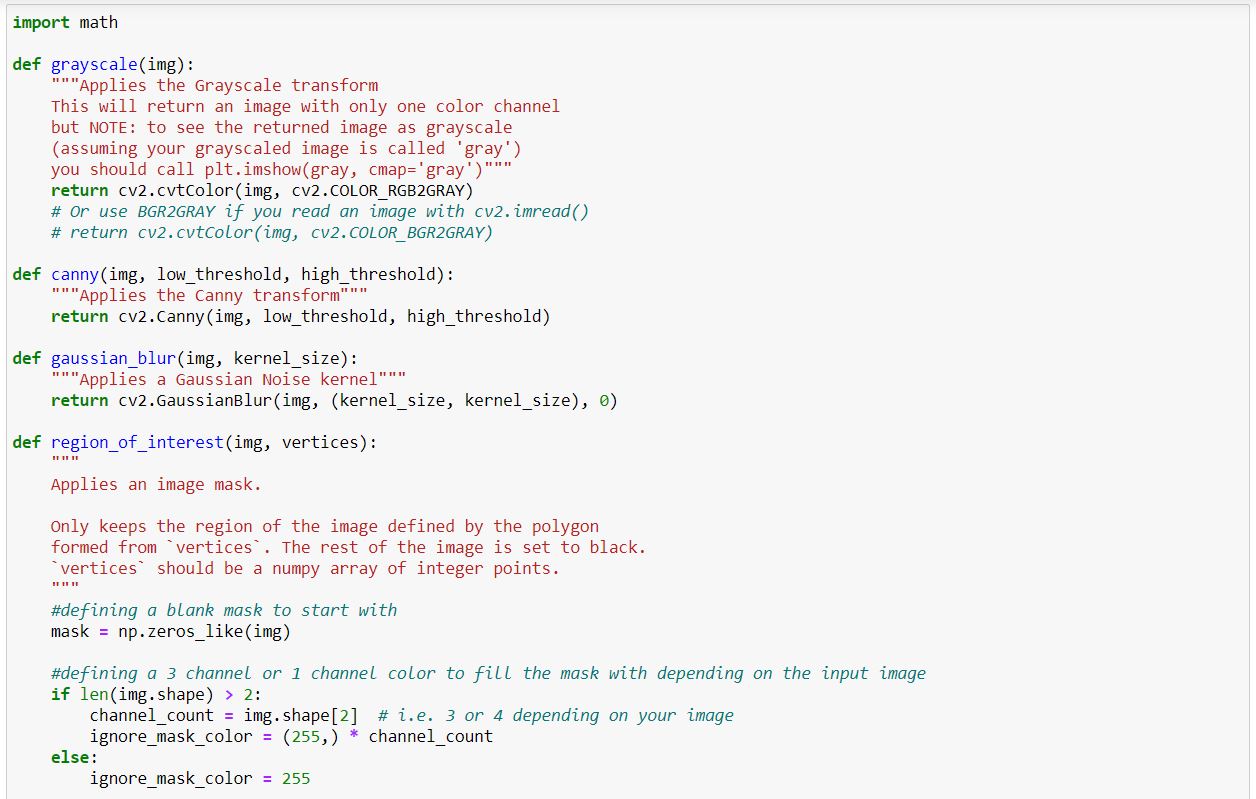 import math
def grayscale(img):
"""Applies the Grayscale transform
This will return an image with only one color channel
but NOTE: to see the returned image as grayscale
(assuming your grayscaled image is called 'gray')
you should call plt.imshow(gray, cmap='gray')"""
return cv2.cvtColor(img, cv2.COLOR_RGB2GRAY)
# Or use BGR2GRAY if you read an image with cv2.imread()
# return cv2.cvtColor(img, cv2.COLOR_BGR2GRAY)
def canny(img, low_threshold, high_threshold):
"""Applies the Canny transform"""
return cv2.Canny(img, low_threshold, high_threshold)
def gaussian_blur(img, kernel_size):
"""Applies a Gaussian Noise kernel"""
return cv2.GaussianBlur(img, (kernel_size, kernel_size), 0)
def region_of_interest(img, vertices):
"""
Applies an image mask.
Only keeps the region of the image defined by the polygon
formed from `vertices`. The rest of the image is set to black.
`vertices` should be a numpy array of integer points.
"""
#defining a blank mask to start with
mask = np.zeros_like(img)
#defining a 3 channel or 1 channel color to fill the mask with depending on the input image
if len(img.shape) > 2:
channel_count = img.shape[2]  # i.e. 3 or 4 depending on your image
ignore_mask_color = (255,) * channel_count
else:
ignore_mask_color = 255